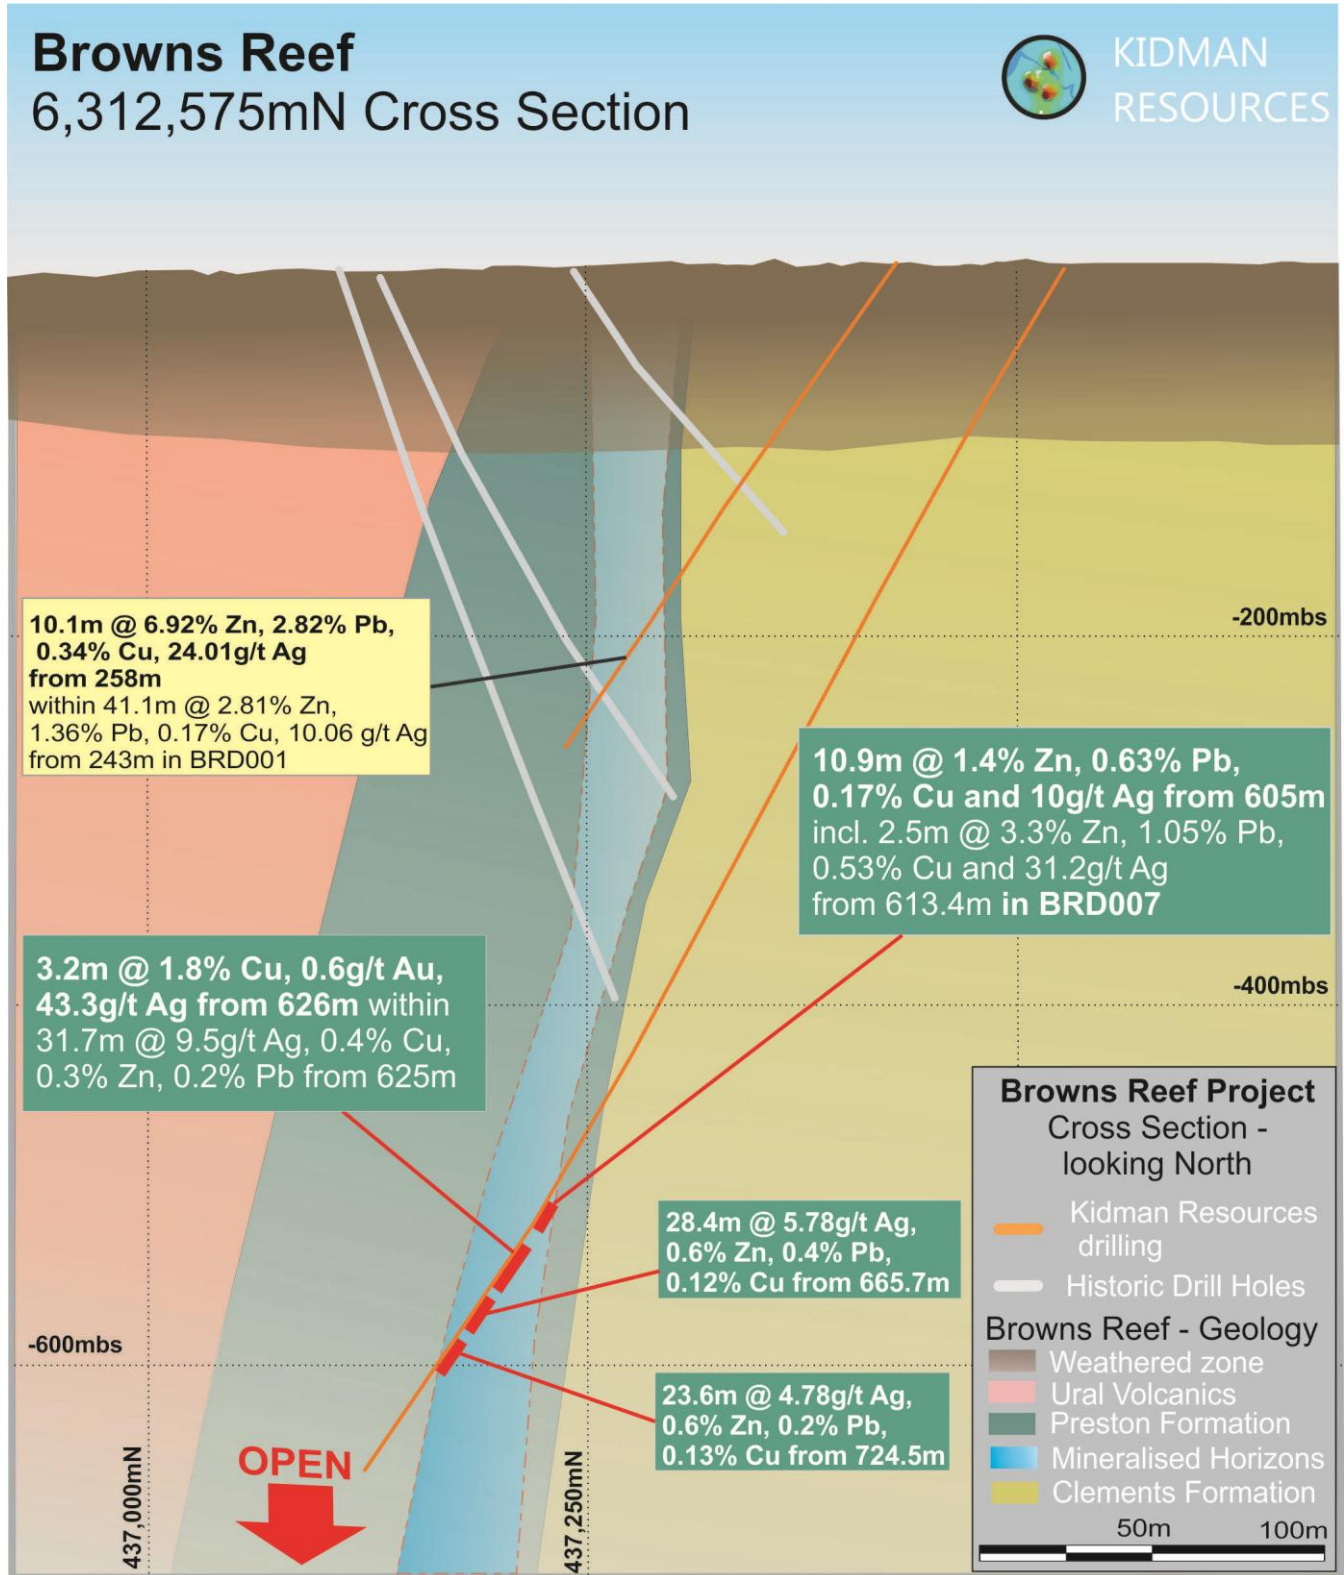 Browns Reef
6,312,575mN Cross Section
KIDMAN
RESOURCES
-200mbs
10.1m @ 6.92% Zn, 2.82% Pb,
0.34% Cu, 24.01g/t Ag
from 258m
within 41.1m @ 2.81% Zn,
1.36% Pb, 0.17% Cu, 10.06 g/t Ag
from 243m in BRD001
10.9m @ 1.4% Zn, 0.63% Pb,
0.17% Cu and 10g/t Ag from 605m
incl. 2.5m @ 3.3% Zn, 1.05% Pb,
0.53% Cu and 31.2g/t Ag
from 613.4m in BRD007
3.2m @ 1.8% Cu, 0.6g/t Au,
43.3g/t Ag from 626m within
31.7m @ 9.5g/t Ag, 0.4% Cu,
0.3% Zn, 0.2% Pb from 625m
-400mbs
28.4m @ 5.78g/t Ag,
0.6% Zn, 0.4% Pb,
0.12% Cu from 665.7m
-600mbs
23.6m @ 4.78g/t Ag,
0.6% Zn, 0.2% Pb,
0.13% Cu from 724.5m
OPEN
437,000mN
437,250mN
Browns Reef Project
Cross Section -
looking North
Kidman Resources
drilling
Historic Drill Holes
Browns Reef - Geology
Weathered zone
Ural Volcanics
Preston Formation
Mineralised Horizons
Clements Formation
50m 100m